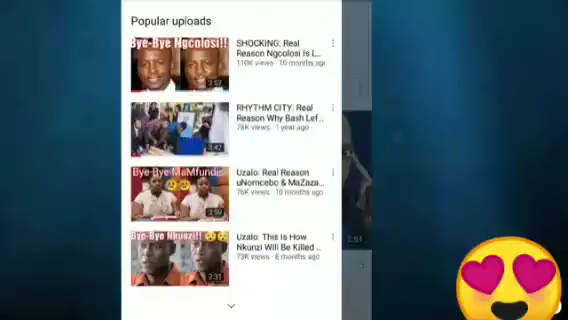 Popular uploads
Bye-Bye Ngcolosi!!
3:57
SHOCKING: Real
Reason Ngcolosi Is L...
110K views · 10 months ago
3:42
RHYTHM CITY: Real
Reason Why Bash Lef...
78K views · 1 year ago
Bye-Bye MaMfundisi
3:59
Uzalo: Real Reason
uNomcebo & MaZaza...
76K views · 10 months ago
Bye-Bye Nkunzi!!
3:31
Uzalo: This Is How
Nkunzi Will Be Killed ...
73K views · 6 months ago
3:51